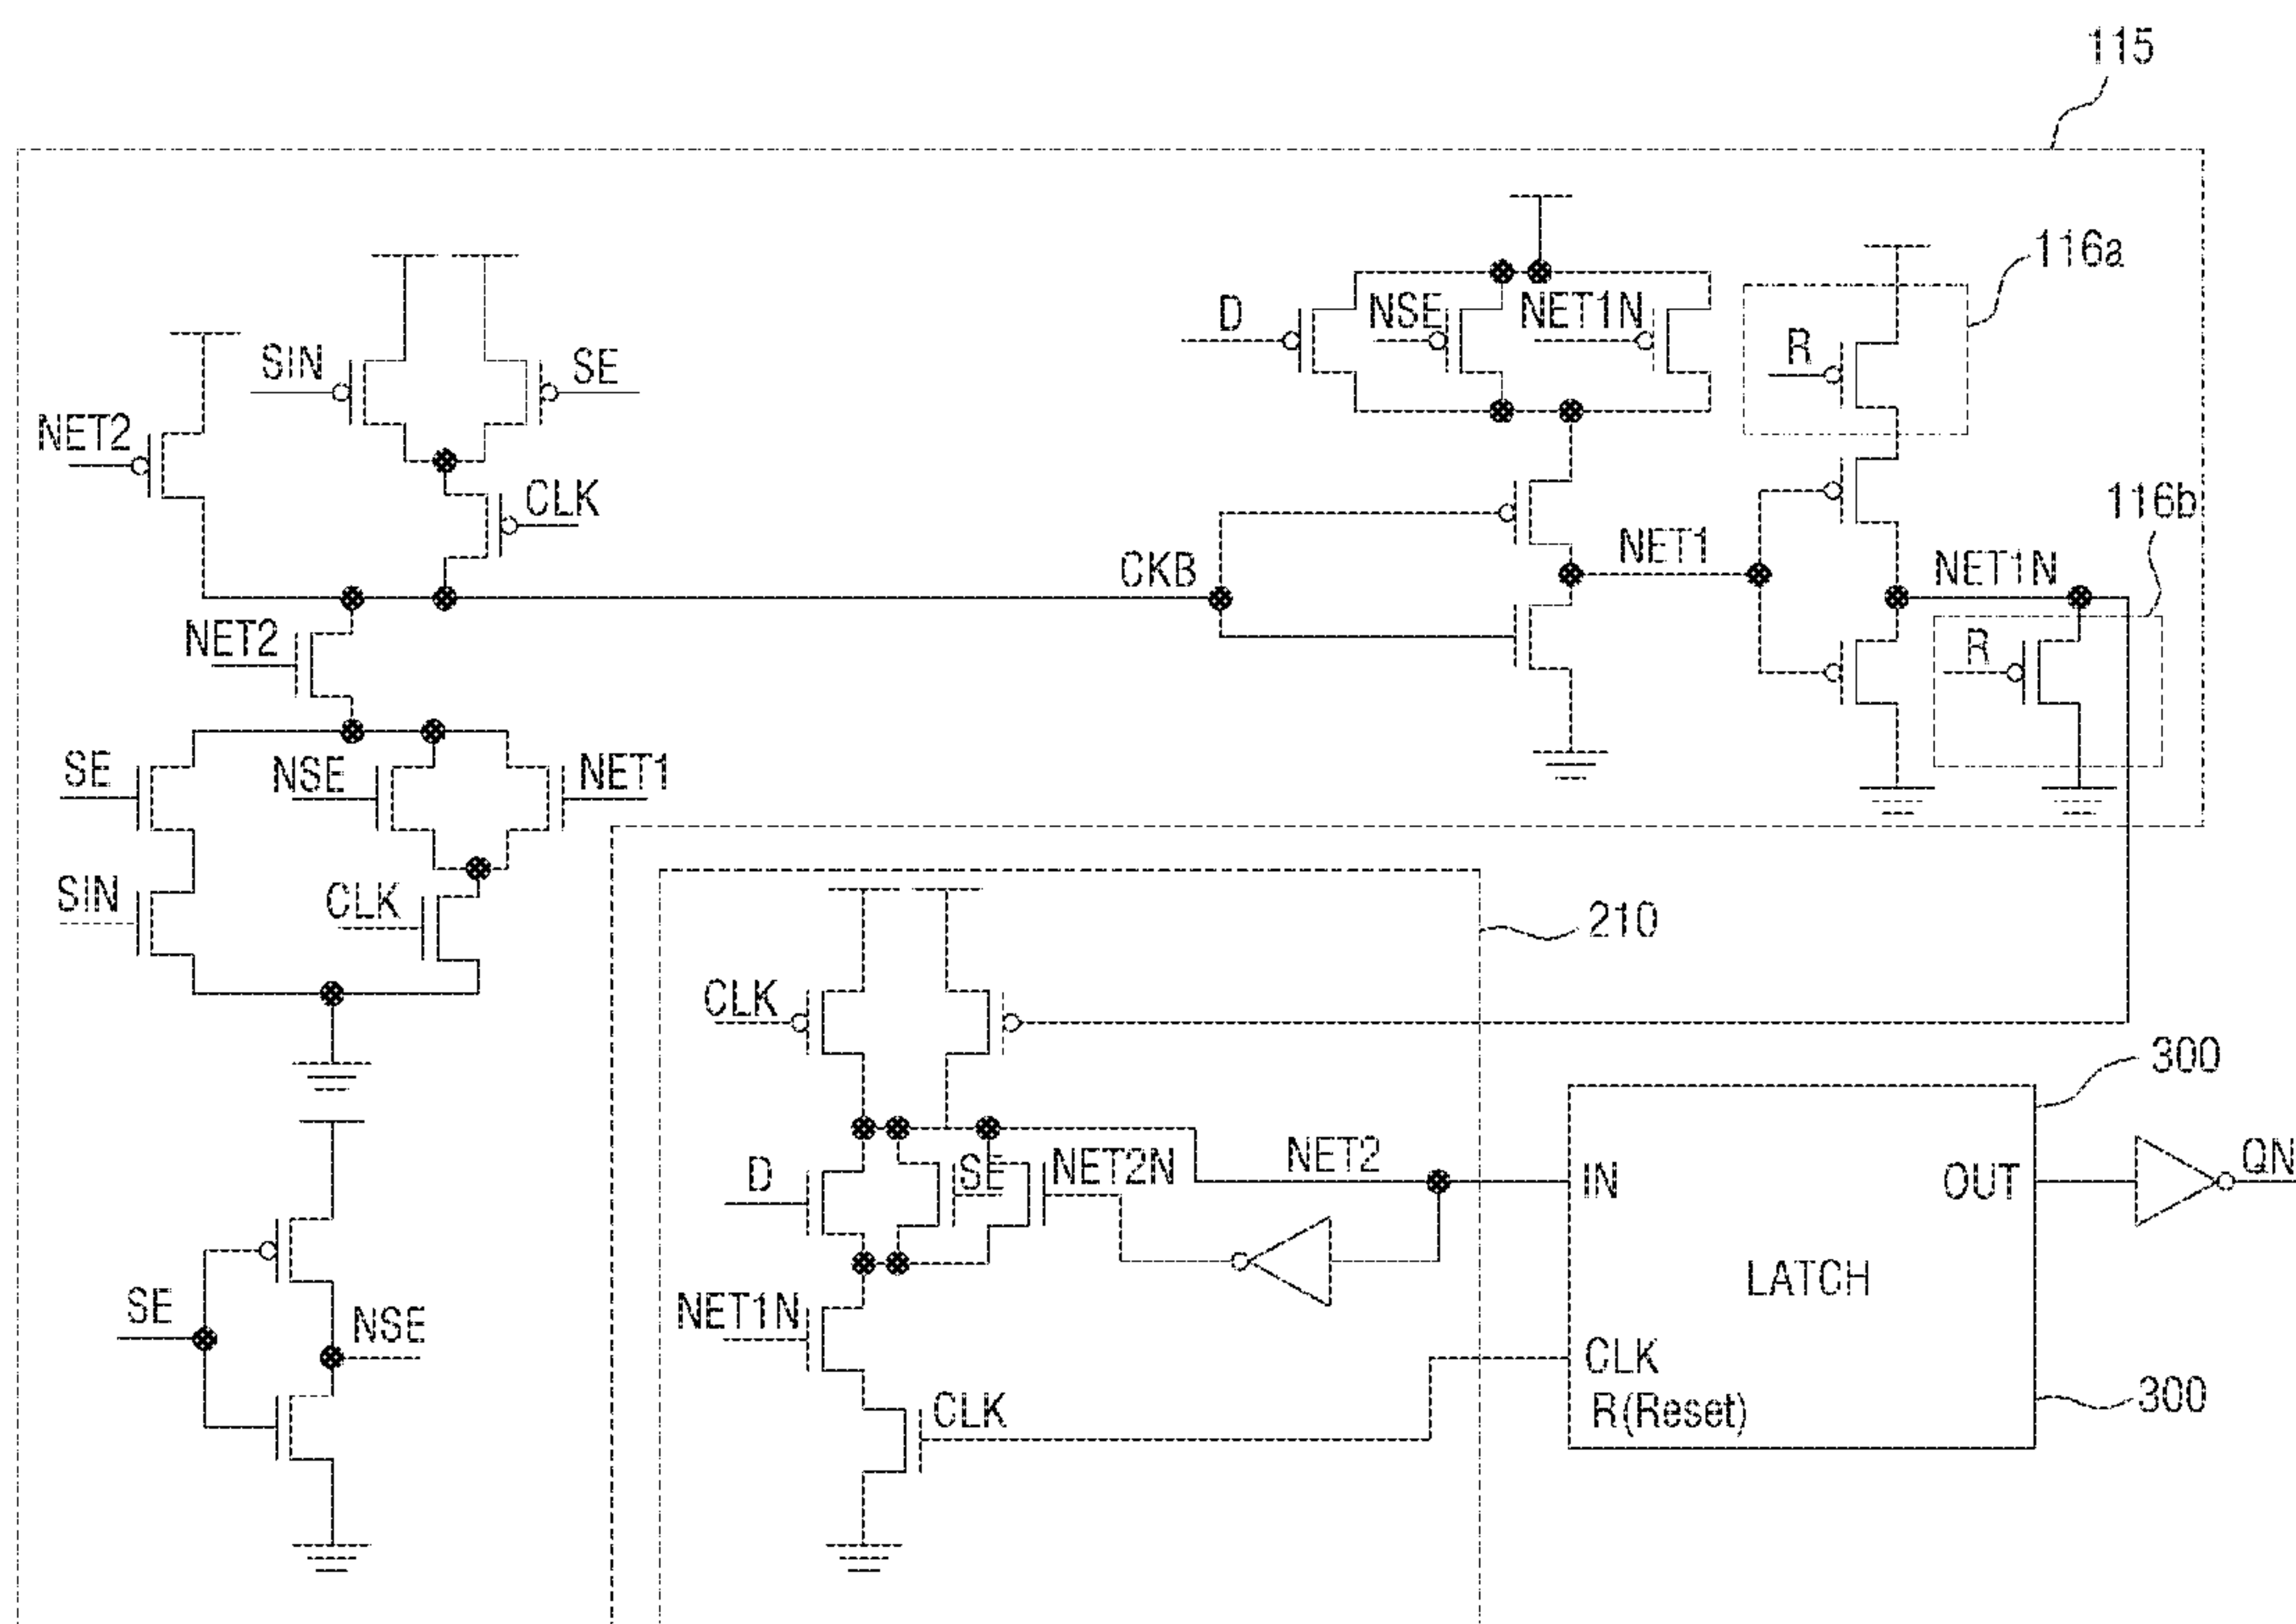 115
116a
D
NSE
NET1N
R
SIN
SE
NET2
CLK
116b
CKB
NET1
NET1N
NET2
R
SE
NSE
NET1
SIN
CLK
210
CLK
300
D
SE
NET2N
NET2
IN
OUT
QN
LATCH
SE
NSE
NET1N
CLK
300
CLK
R(Reset)